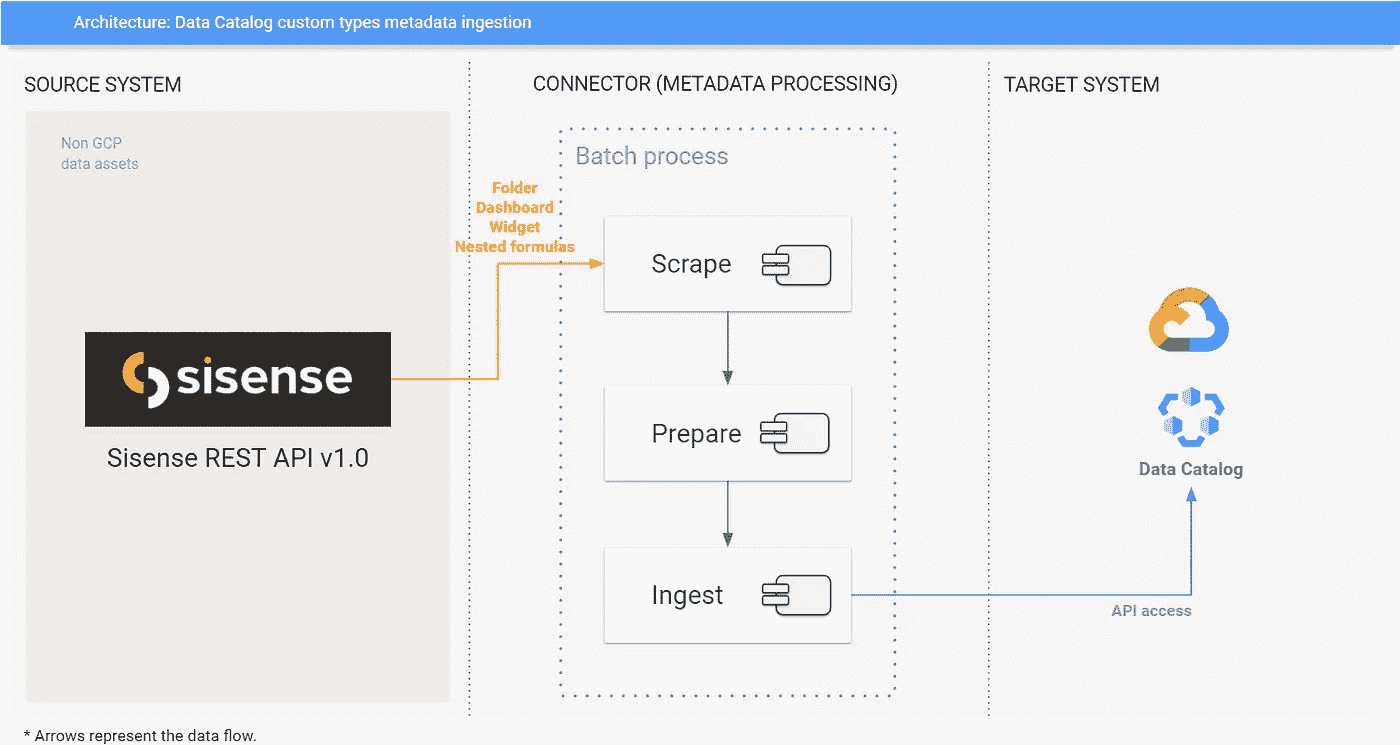 Architecture: Data Catalog custom types metadata ingestion
SOURCE SYSTEM
CONNECTOR (METADATA PROCESSING)
TARGET SYSTEM
Non GCP
data assets
Batch process
Folder
Dashboard
Widget
Nested formulas
Scrape
sisense
Sisense REST API v1.0
Prepare
Data Catalog
Ingest
API access
* Arrows represent the data flow.